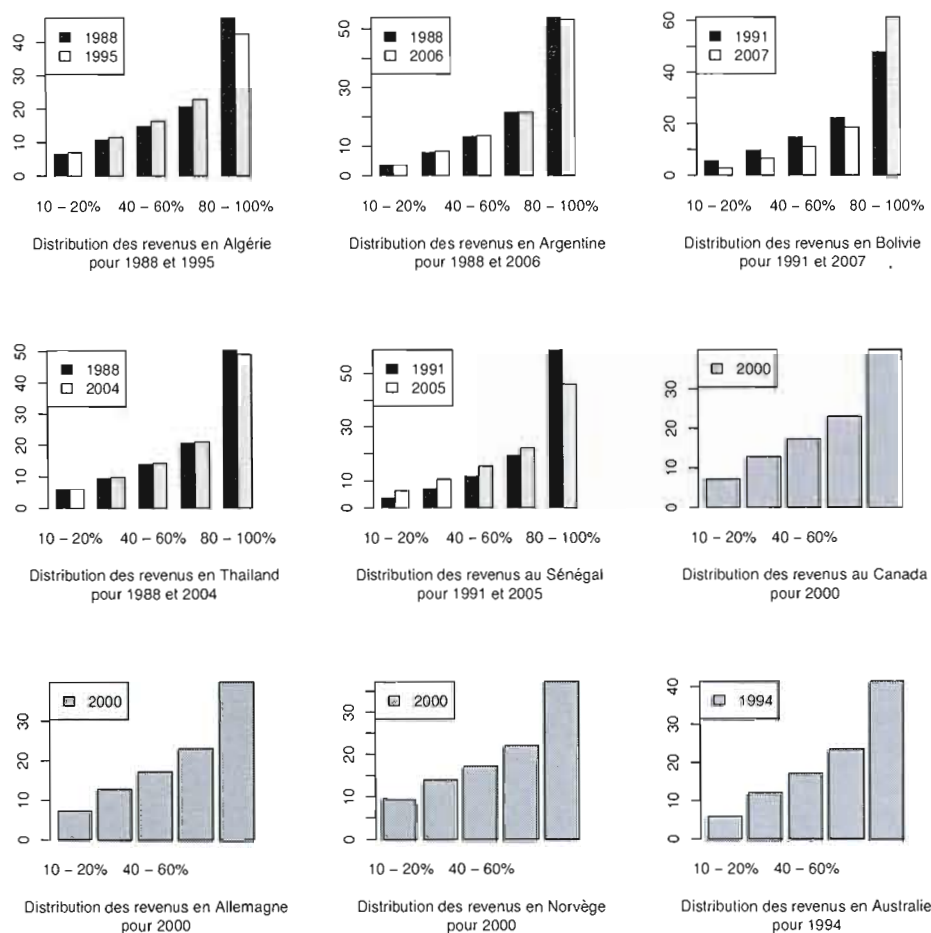 1988
1995
0 10 20 30 40
10 – 20% 40 – 60% 80 – 100%
Distribution des revenus en Algérie
pour 1988 et 1995
1988
2006
0 10 30 50
10 – 20% 40 – 60% 80 – 100%
Distribution des revenus en Argentine
pour 1988 et 2006
1991
2007
0 20 40 60
10 – 20% 40 – 60% 80 – 100%
Distribution des revenus en Bolivie
pour 1991 et 2007
1988
2004
0 10 20 30 40 50
10 – 20% 40 – 60% 80 – 100%
Distribution des revenus en Thailand
pour 1988 et 2004
1991
2005
0 10 30 50
10 – 20% 40 – 60% 80 – 100%
Distribution des revenus au Sénégal
pour 1991 et 2005
2000
0 10 20 30
10 – 20% 40 – 60%
Distribution des revenus au Canada
pour 2000
2000
0 10 20 30
10 – 20% 40 – 60%
Distribution des revenus en Allemagne
pour 2000
2000
0 10 20 30
10 – 20% 40 – 60%
Distribution des revenus en Norvège
pour 2000
1994
0 10 20 30 40
10 – 20% 40 – 60%
Distribution des revenus en Australie
pour 1994